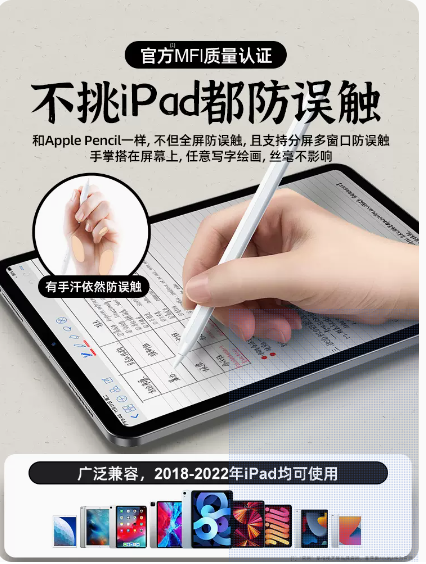 官方MFI质量认证
不挑iPad都防误触
和Apple Pencil一样, 不但全屏防误触, 且支持分屏多窗口防误触
手掌搭在屏幕上, 任意写字绘画, 丝毫不影响
有手汗依然防误触
广泛兼容，2018-2022年iPad均可使用